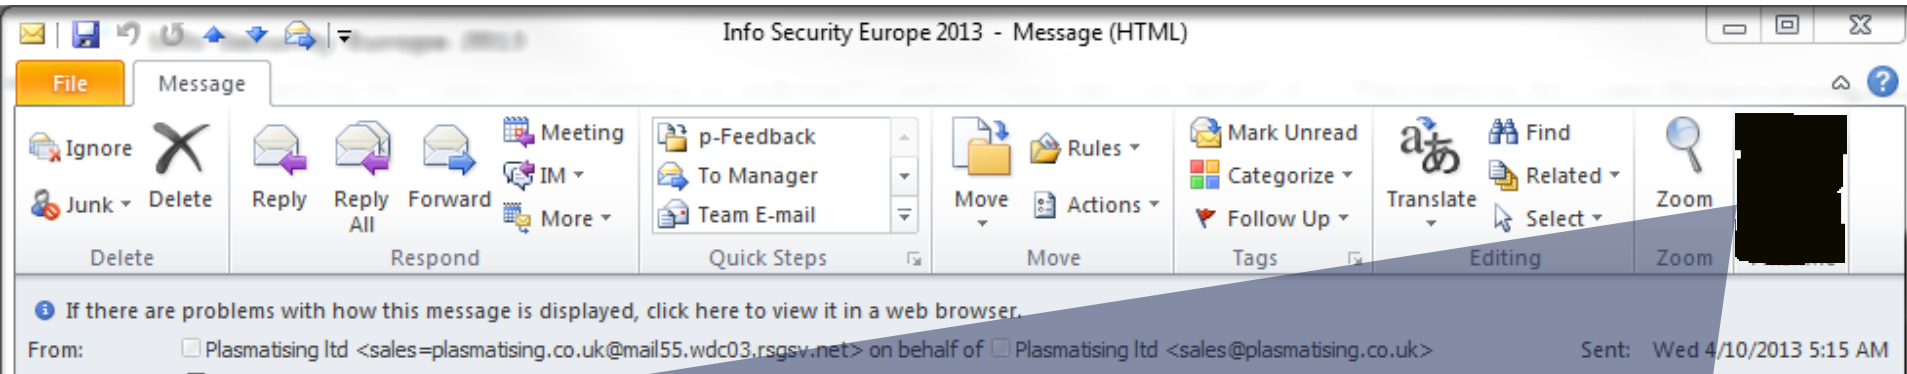 Info Security Europe 2013 - Message (HTML)
File Message
Ignore
Junk
Delete
Reply
Reply All
Forward
Meeting
IM
More
p-Feedback
To Manager
Team E-mail
Move
Rules
Actions
Mark Unread
Categorize
Follow Up
a あ
Translate
Find
Related
Select
Zoom
Delete Respond Quick Steps Move Tags Editing Zoom
If there are problems with how this message is displayed, click here to view it in a web browser.
From: Plasmatising ltd <sales=plasmatising.co.uk@mail55.wdc03.rsgsv.net> on behalf of Plasmatising ltd <sales@plasmatising.co.uk> Sent: Wed 4/10/2013 5:15 AM